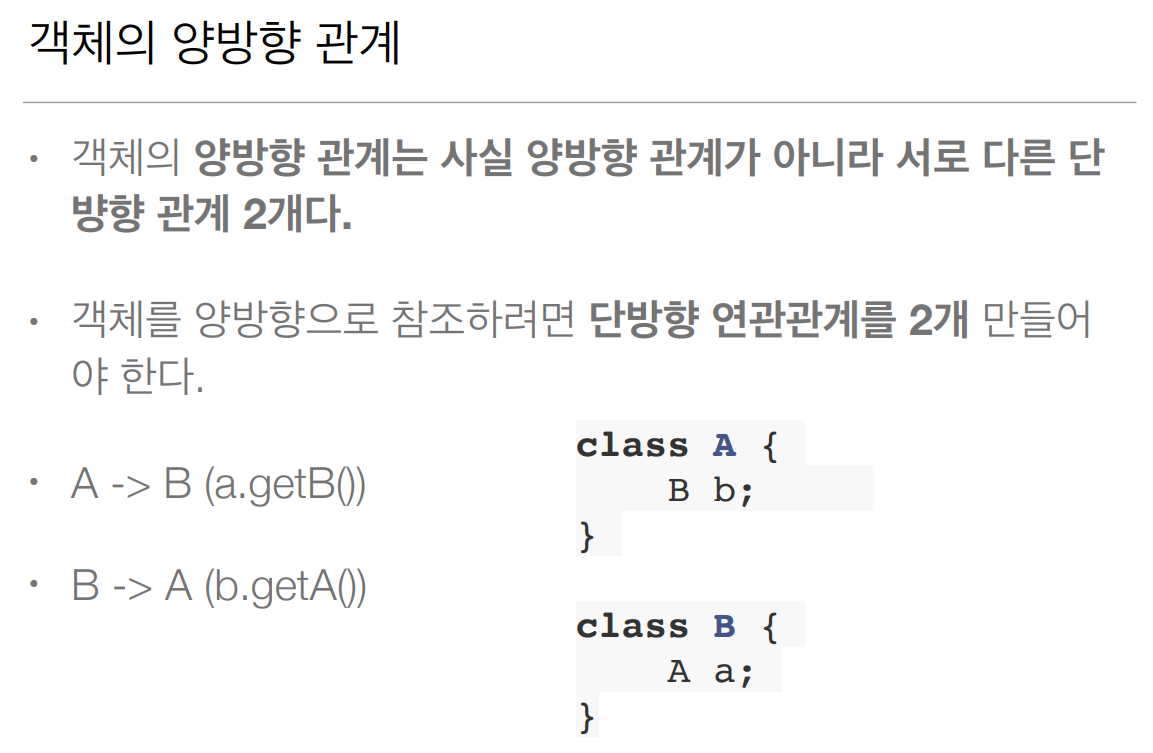 객체의 양방향 관계
• 객체의 양방향 관계는 사실 양방향 관계가 아니라 서로 다른 단
뱡향 관계 2개다.
• 객체를 양방향으로 참조하려면 단방향 연관관계를 2개 만들어
야 한다.
• A -> B (a.getB())
• B -> A (b.getA())
class A {
    B b;
}
class B {
    A a;
}